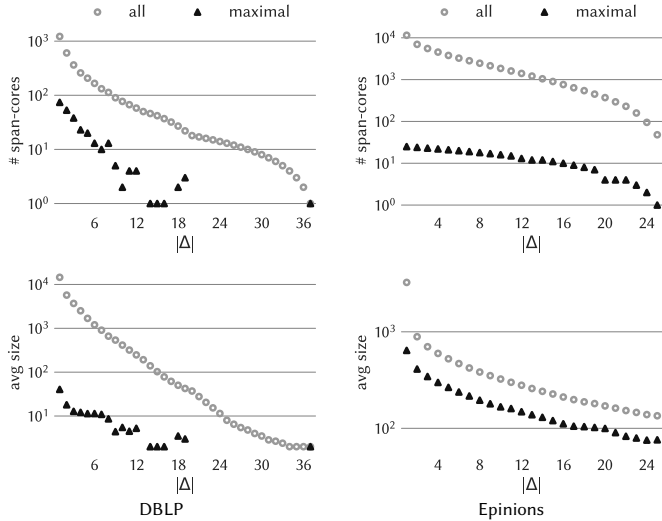 all maximal
all maximal
# span-cores
10³
10²
10¹
10⁰
6 12 18 24 30 36
|Δ|
# span-cores
10⁴
10³
10²
10¹
10⁰
4 8 12 16 20 24
|Δ|
avg size
10⁴
10³
10²
10¹
6 12 18 24 30 36
|Δ|
DBLP
avg size
10³
10²
4 8 12 16 20 24
|Δ|
Epinions